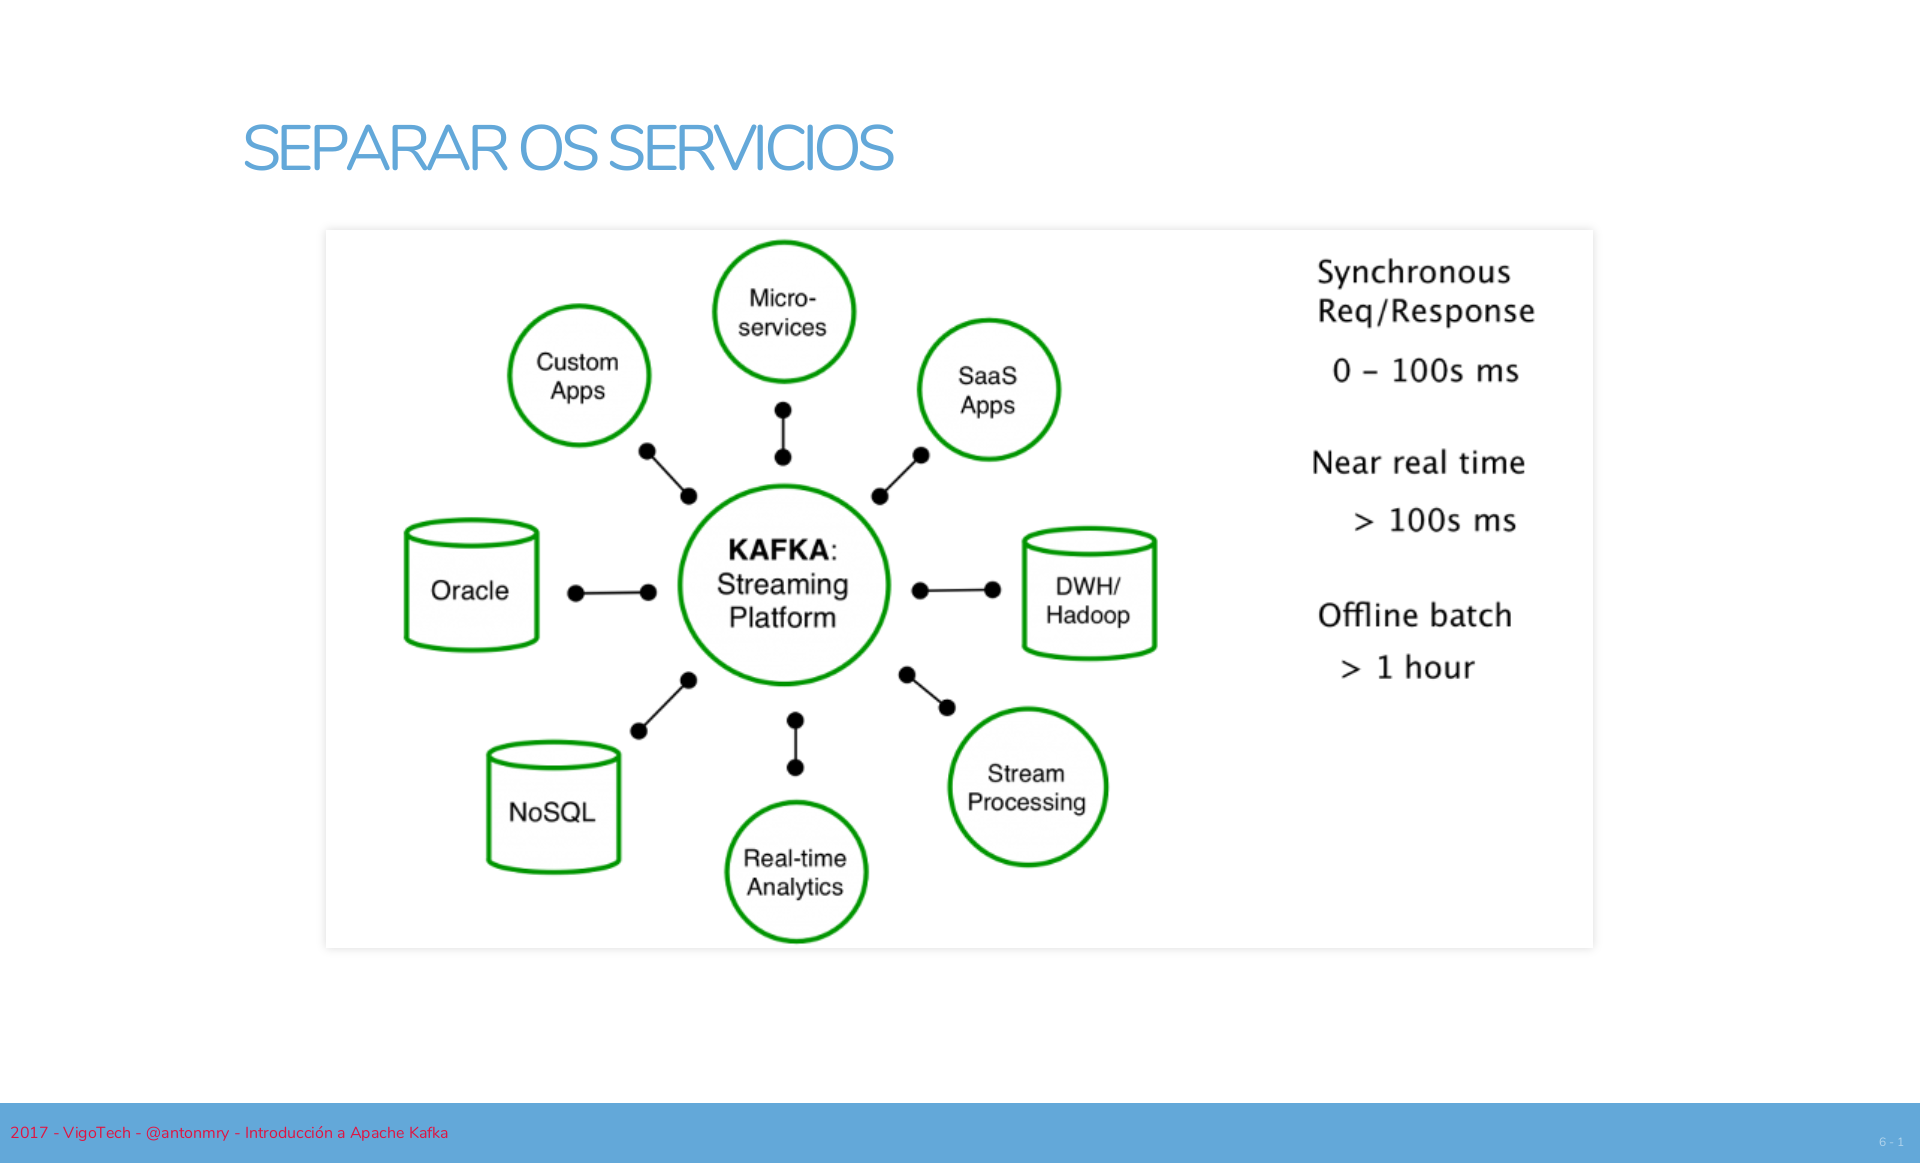 SEPARAR OS SERVICIOS
Micro-
services
Custom
Apps
SaaS
Apps
KAFKA:
Streaming
Platform
Oracle
DWH/
Hadoop
NoSQL
Stream
Processing
Real-time
Analytics
Synchronous
Req/Response
0 – 100s ms
Near real time
> 100s ms
Offline batch
> 1 hour
2017 - VigoTech - @antonmry - Introducción a Apache Kafka
6 - 1